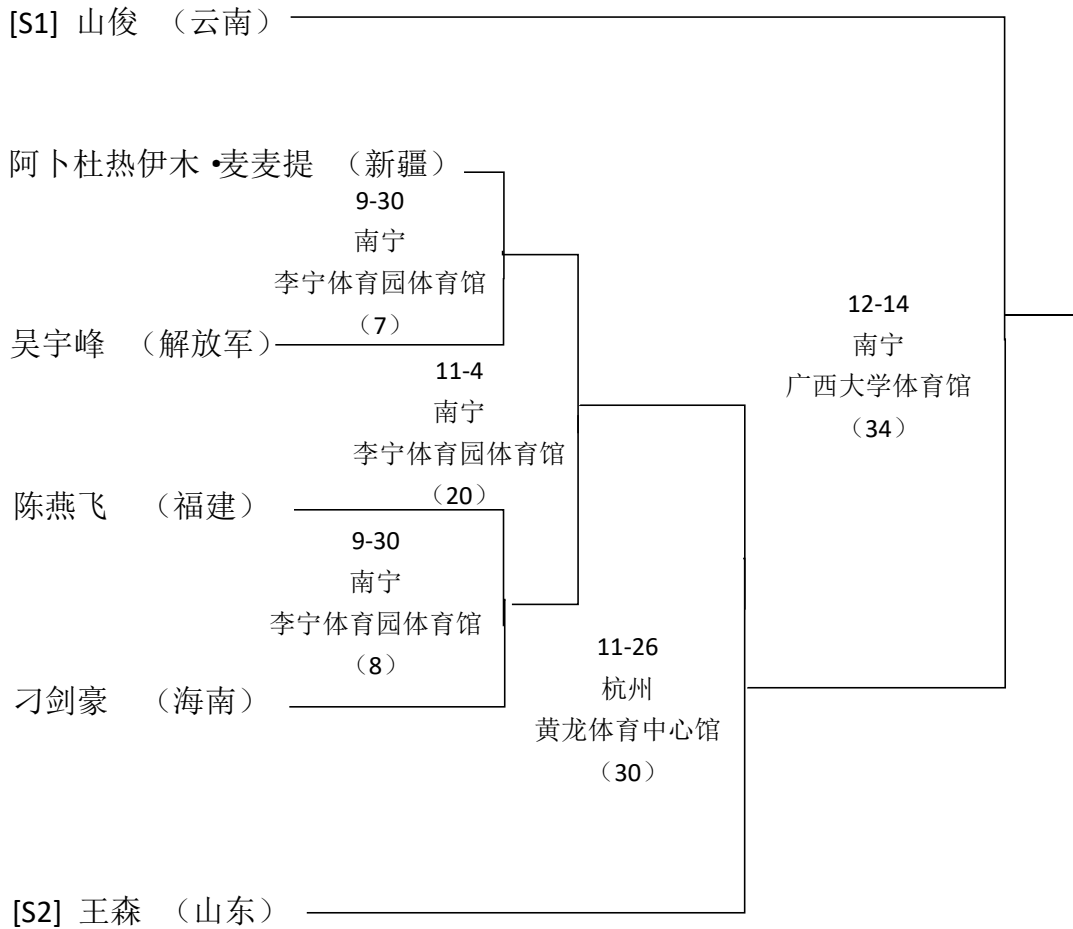 [S1] 山俊 （云南）
阿卜杜热伊木 •麦麦提 （新疆）
9-30
南宁
李宁体育园体育馆
（7）
吴宇峰 （解放军）
11-4
南宁
李宁体育园体育馆
（20）
12-14
南宁
广西大学体育馆
（34）
陈燕飞 （福建）
9-30
南宁
李宁体育园体育馆
（8）
刁剑豪 （海南）
11-26
杭州
黄龙体育中心馆
（30）
[S2] 王森 （山东）